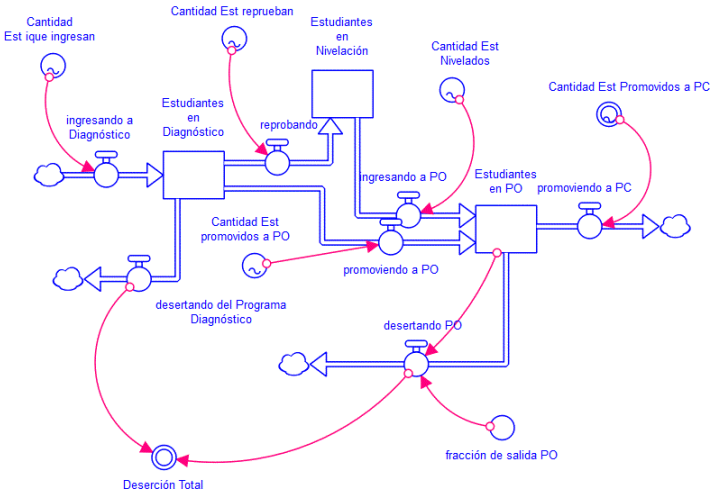 Cantidad
Est ique ingresan
Cantidad Est reprueban
Estudiantes
en
Nivelación
Cantidad Est
Nivelados
Cantidad Est Promovidos a PC
ingresando a
Diagnóstico
Estudiantes
en
Diagnóstico
reprobando
ingresando a PO
Estudiantes
en PO
promoviendo a PC
Cantidad Est
promovidos a PO
promoviendo a PO
desertando del Programa
Diagnóstico
desertando PO
fracción de salida PO
Deserción Total